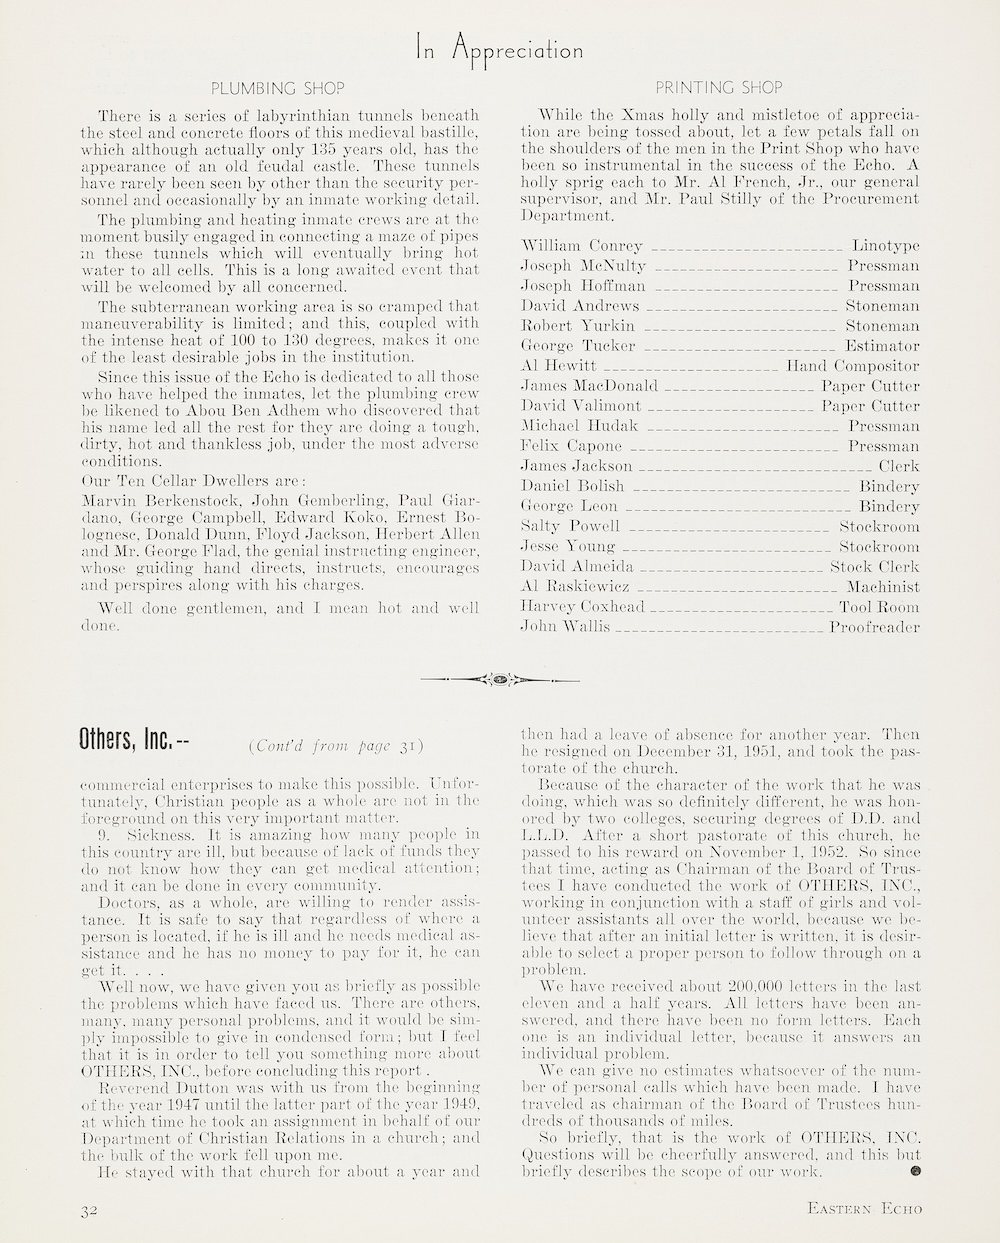 In Appreciation
PLUMBING SHOP
There is a series of labyrinthian tunnels beneath
the steel and concrete floors of this medieval bastille,
which although actually only 135 years old, has the
appearance of an old feudal castle. These tunnels
have rarely been seen by other than the security per-
sonnel and occasionally by an inmate working detail.
The plumbing and heating inmate crews are at the
moment busily engaged in connecting a maze of pipes
in these tunnels which will eventually bring hot
water to all cells. This is a long awaited event that
will be welcomed by all concerned.
The subterranean working area is so cramped that
maneuverability is limited; and this, coupled with
the intense heat of 100 to 130 degrees, makes it one
of the least desirable jobs in the institution.
Since this issue of the Echo is dedicated to all those
who have helped the inmates, let the plumbing crew
be likened to Abou Ben Adhem who discovered that
his name led all the rest for they are doing a tough,
dirty, hot and thankless job, under the most adverse
conditions.
Our Ten Cellar Dwellers are:
Marvin Berkenstock, John Gemberling, Paul Giar-
dano, George Campbell, Edward Koko, Ernest Bo-
lognese, Donald Dunn, Floyd Jackson, Herbert Allen
and Mr. George Flad, the genial instructing engineer,
whose guiding hand directs, instructs, encourages
and perspires along with his charges.
Well done gentlemen, and I mean hot and well
done.
PRINTING SHOP
While the Xmas holly and mistletoe of apprecia-
tion are being tossed about, let a few petals fall on
the shoulders of the men in the Print Shop who have
been so instrumental in the success of the Echo. A
holly sprig each to Mr. Al French, Jr., our general
supervisor, and Mr. Paul Stilly of the Procurement
Department.
William Conrey Linotype
Joseph McNulty Pressman
Joseph Hoffman Pressman
David Andrews Stoneman
Robert Yurkin Stoneman
George Tucker Estimator
Al Hewitt Hand Compositor
James MacDonald Paper Cutter
David Valimont Paper Cutter
Michael Hudak Pressman
Felix Capone Pressman
James Jackson Clerk
Daniel Bolish Bindery
George Leon Bindery
Salty Powell Stockroom
Jesse Young Stockroom
David Almeida Stock Clerk
Al Raskiewicz Machinist
Harvey Coxhead Tool Room
John Wallis Proofreader
Others, Inc.--
(Cont'd from page 31)
commercial enterprises to make this possible. Unfor-
tunately, Christian people as a whole are not in the
foreground on this very important matter.
9. Sickness. It is amazing how many people in
this country are ill, but because of lack of funds they
do not know how they can get medical attention;
and it can be done in every community.
Doctors, as a whole, are willing to render assis-
tance. It is safe to say that regardless of where a
person is located, if he is ill and he needs medical as-
sistance and he has no money to pay for it, he can
get it. . . .
Well now, we have given you as briefly as possible
the problems which have faced us. There are others,
many, many personal problems, and it would be sim-
ply impossible to give in condensed form; but I feel
that it is in order to tell you something more about
OTHERS, INC., before concluding this report .
Reverend Dutton was with us from the beginning
of the year 1947 until the latter part of the year 1949,
at which time he took an assignment in behalf of our
Department of Christian Relations in a church; and
the bulk of the work fell upon me.
He stayed with that church for about a year and
then had a leave of absence for another year. Then
he resigned on December 31, 1951, and took the pas-
torate of the church.
Because of the character of the work that he was
doing, which was so definitely different, he was hon-
ored by two colleges, securing degrees of D.D. and
L.L.D. After a short pastorate of this church, he
passed to his reward on November 1, 1952. So since
that time, acting as Chairman of the Board of Trus-
tees I have conducted the work of OTHERS, INC.,
working in conjunction with a staff of girls and vol-
unteer assistants all over the world, because we be-
lieve that after an initial letter is written, it is desir-
able to select a proper person to follow through on a
problem.
We have received about 200,000 letters in the last
eleven and a half years. All letters have been an-
swered, and there have been no form letters. Each
one is an individual letter, because it answers an
individual problem.
We can give no estimates whatsoever of the num-
ber of personal calls which have been made. I have
traveled as chairman of the Board of Trustees hun-
dreds of thousands of miles.
So briefly, that is the work of OTHERS, INC.
Questions will be cheerfully answered, and this but
briefly describes the scope of our work.
32
EASTERN ECHO